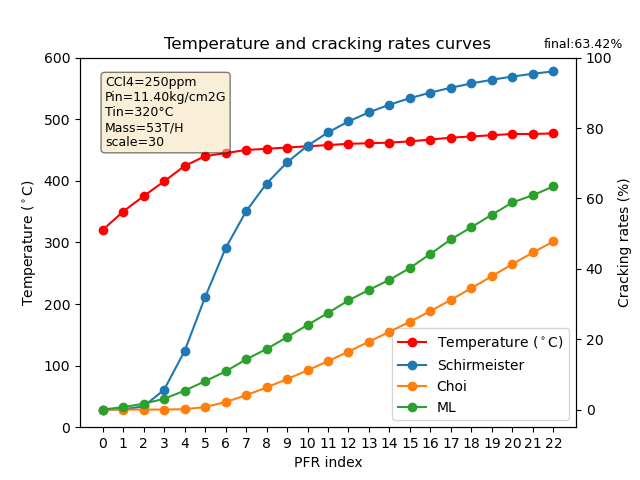 Temperature and cracking rates curves
final:63.42%
CCl4=250ppm
Pin=11.40kg/cm2G
Tin=320°C
Mass=53T/H
scale=30
Temperature (°C)
600
500
400
300
200
100
0
Cracking rates (%)
100
80
60
40
20
0
Temperature (°C)
Schirmeister
Choi
ML
0 1 2 3 4 5 6 7 8 9 10 11 12 13 14 15 16 17 18 19 20 21 22
PFR index